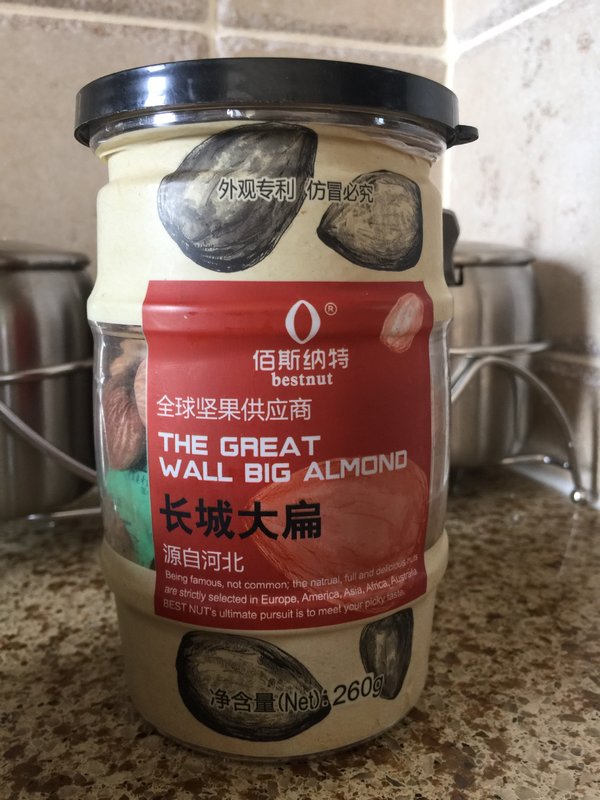 外观专利 仿冒必究
®
佰斯纳特
bestnut
全球坚果供应商
THE GREAT
WALL BIG ALMOND
长城大扁
源自河北
Being famous, not common; the natrual, full and delicious nuts
are strictly selected in Europe, America, Asia, Africa, Australia.
BEST NUT's ultimate pursuit is to meet your picky taste.
净含量(Net):260g